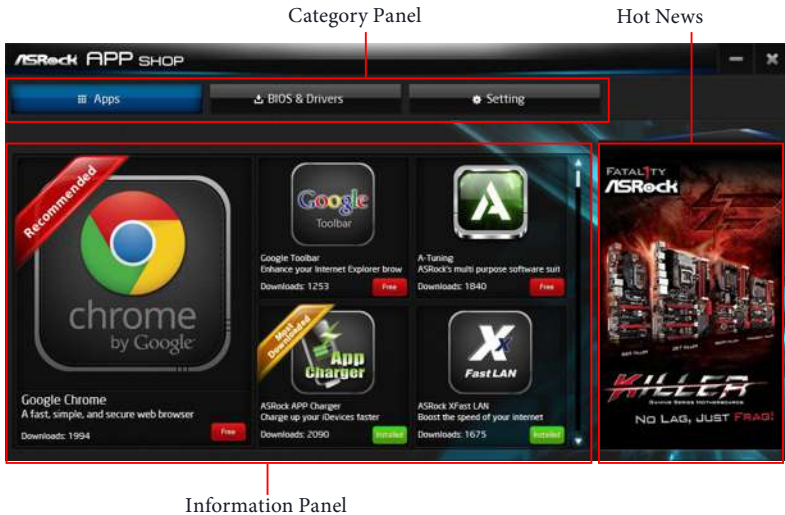 Category Panel
Hot News
ASRock APP SHOP
Apps
BIOS & Drivers
Setting
Recommended
chrome
by Google
Google Chrome
A fast, simple, and secure web browser
Downloads: 1994
Free
Google
Toolbar
Google Toolbar
Enhance your Internet Explorer brow
Downloads: 1253
Free
A-Tuning
ASRock's multi purpose software suit
Downloads: 1840
Free
Most Downloaded
App
Charger
ASRock APP Charger
Charge up your iDevices faster
Downloads: 2090
Installed
Fast LAN
ASRock XFast LAN
Boost the speed of your internet
Downloads: 1675
Installed
FATAL1TY
ASRock
KILLER
GAMING SERIES MOTHERBOARDS
NO LAG, JUST FRAG!
Information Panel